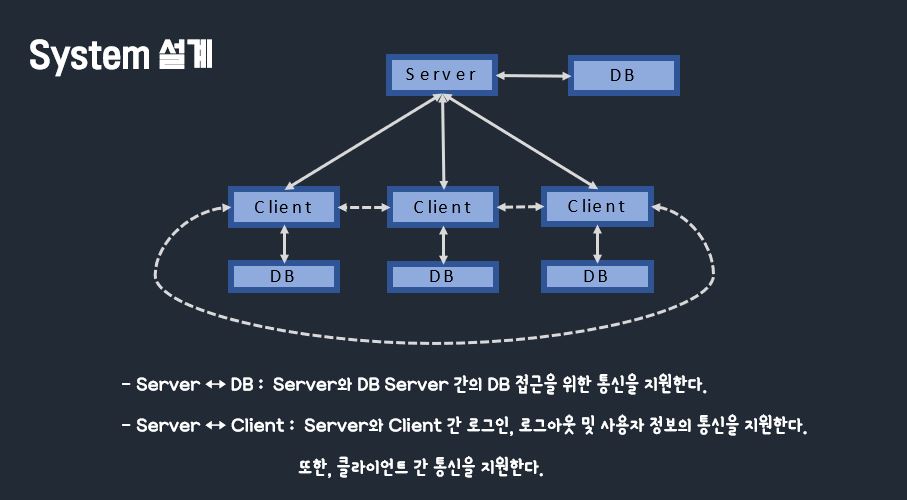 System 설계
Server
DB
Client
Client
Client
DB
DB
DB
- Server ↔ DB : Server와 DB Server 간의 DB 접근을 위한 통신을 지원한다.
- Server ↔ Client : Server와 Client 간 로그인, 로그아웃 및 사용자 정보의 통신을 지원한다.
또한, 클라이언트 간 통신을 지원한다.